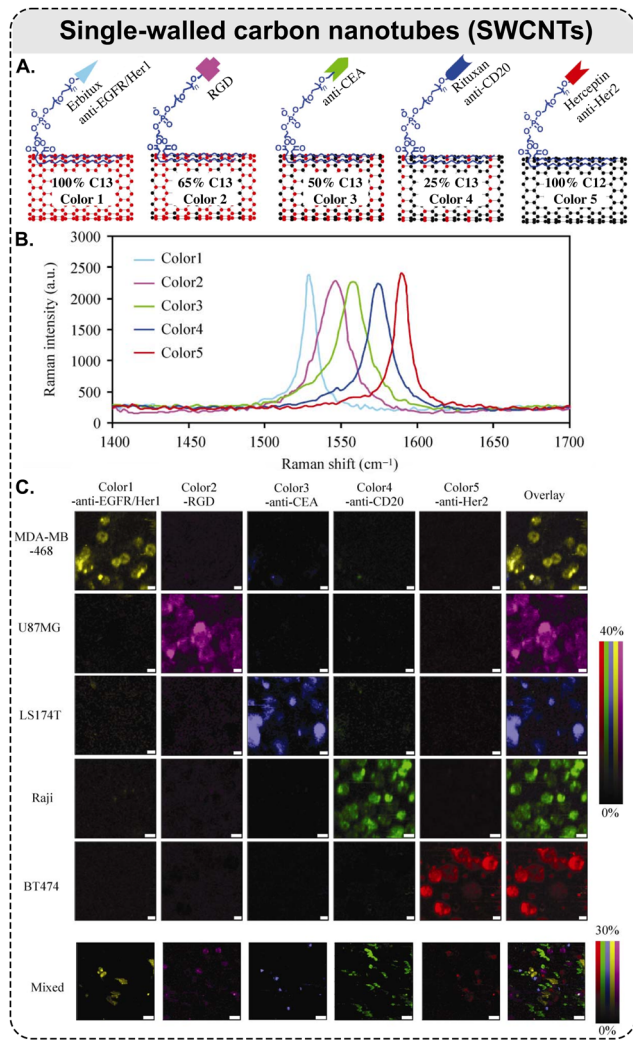 Single-walled carbon nanotubes (SWCNTs)
A.
Erbitux
anti-EGFR/Her1
RGD
anti-CEA
Rituxan
anti-CD20
Herceptin
anti-Her2
100% C13
Color 1
65% C13
Color 2
50% C13
Color 3
25% C13
Color 4
100% C12
Color 5
B.
Raman intensity (a.u.)
3000
2500
2000
1500
1000
500
0
Color1
Color2
Color3
Color4
Color5
1400 1450 1500 1550 1600 1650 1700
Raman shift (cm⁻¹)
C.
Color1
-anti-EGFR/Her1
Color2
-RGD
Color3
-anti-CEA
Color4
-anti-CD20
Color5
-anti-Her2
Overlay
MDA-MB
-468
U87MG
LS174T
Raji
BT474
Mixed
40%
0%
30%
0%